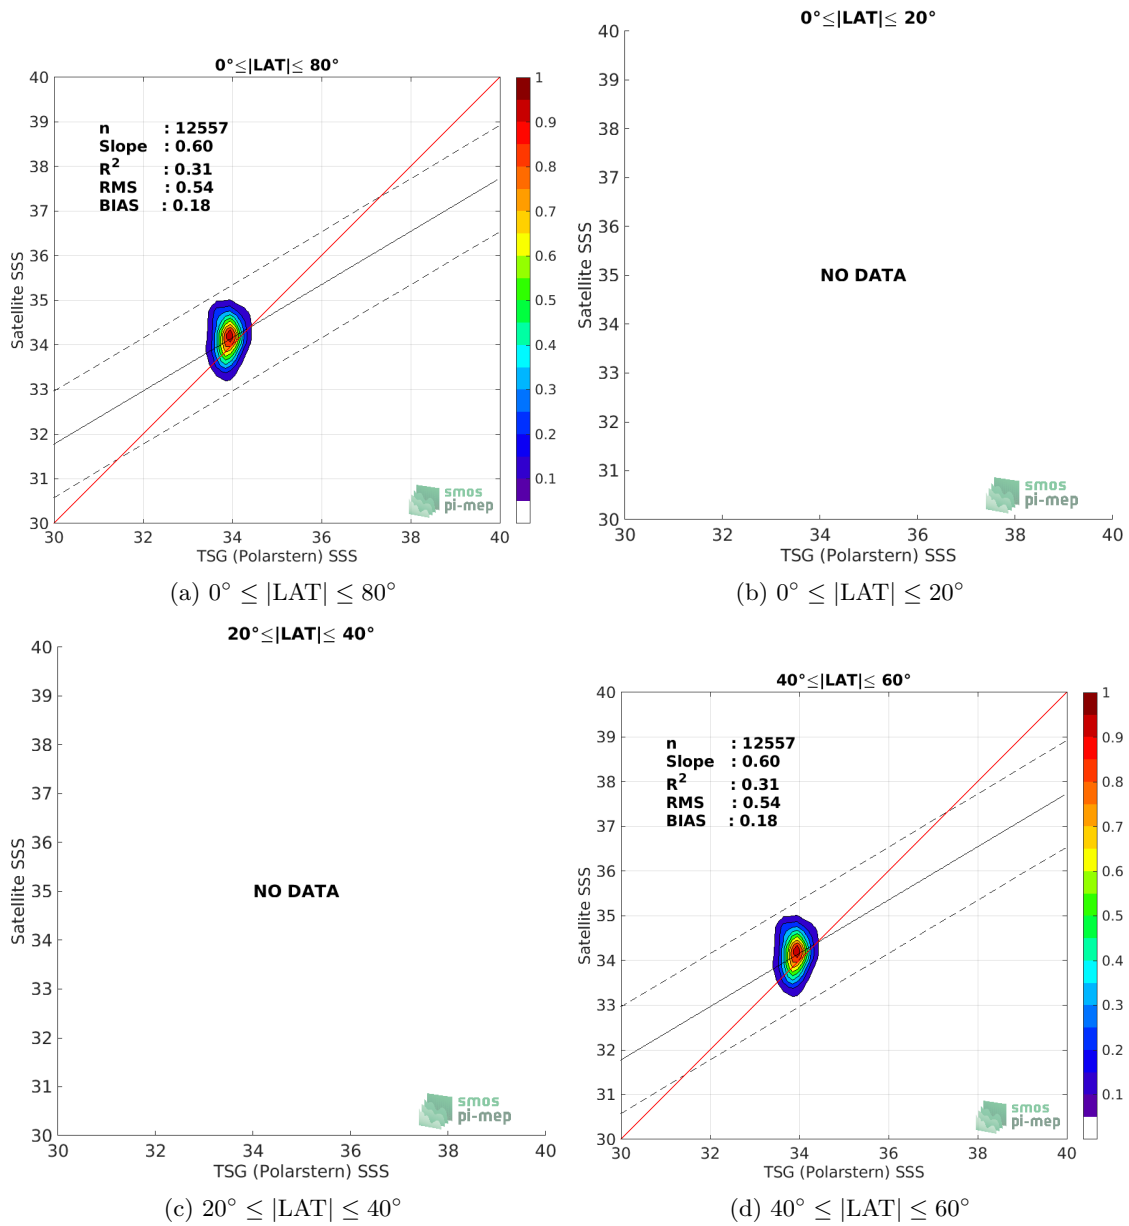 0°≤|LAT|≤ 80°
40
39
38
37
36
35
34
33
32
31
30
Satellite SSS
n : 12557
Slope : 0.60
R2 : 0.31
RMS : 0.54
BIAS : 0.18
1
0.9
0.8
0.7
0.6
0.5
0.4
0.3
0.2
0.1
smos
pi-mep
30 32 34 36 38 40
TSG (Polarstern) SSS
(a) 0° ≤ |LAT| ≤ 80°
0°≤|LAT|≤ 20°
40
39
38
37
36
35
34
33
32
31
30
Satellite SSS
NO DATA
smos
pi-mep
30 32 34 36 38 40
TSG (Polarstern) SSS
(b) 0° ≤ |LAT| ≤ 20°
20°≤|LAT|≤ 40°
40
39
38
37
36
35
34
33
32
31
30
Satellite SSS
NO DATA
smos
pi-mep
30 32 34 36 38 40
TSG (Polarstern) SSS
(c) 20° ≤ |LAT| ≤ 40°
40°≤|LAT|≤ 60°
40
39
38
37
36
35
34
33
32
31
30
Satellite SSS
n : 12557
Slope : 0.60
R2 : 0.31
RMS : 0.54
BIAS : 0.18
1
0.9
0.8
0.7
0.6
0.5
0.4
0.3
0.2
0.1
smos
pi-mep
30 32 34 36 38 40
TSG (Polarstern) SSS
(d) 40° ≤ |LAT| ≤ 60°